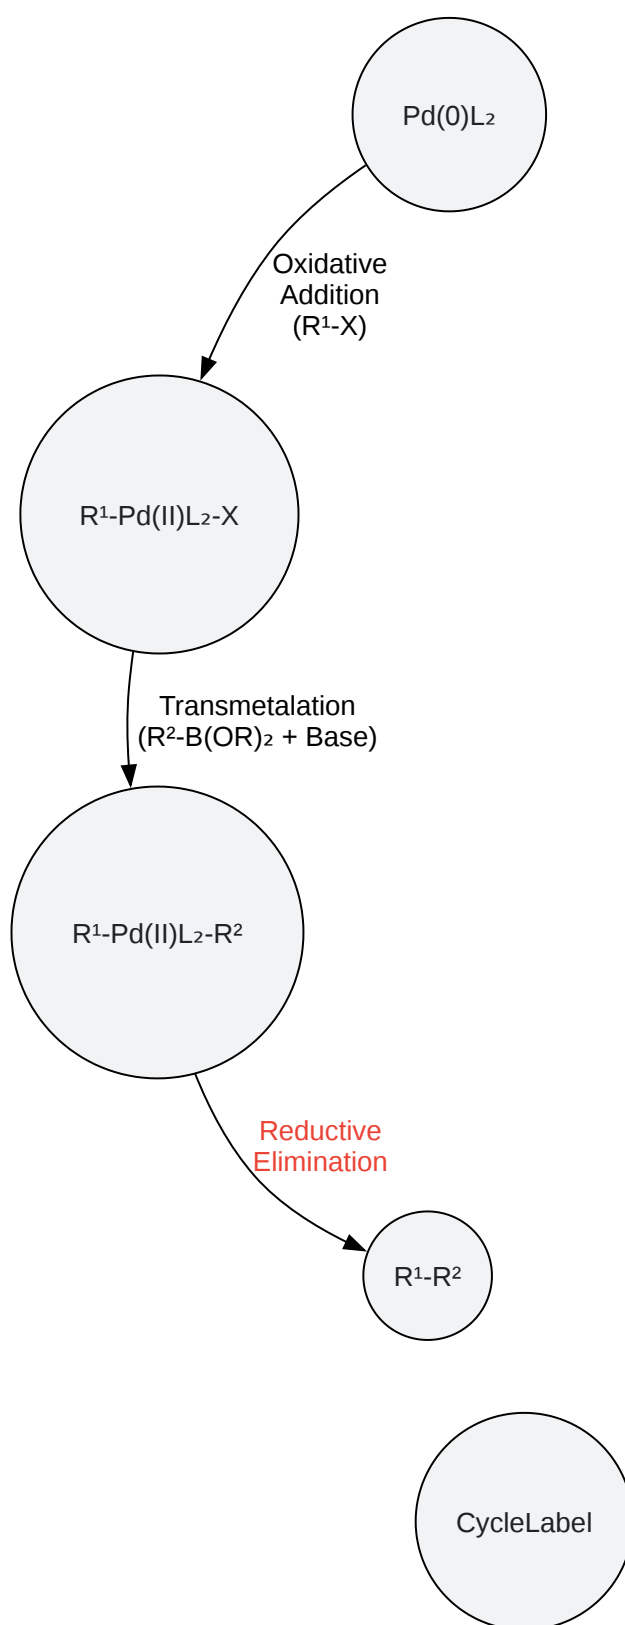 Pd(0)L₂
Oxidative
Addition
(R¹-X)
R¹-Pd(II)L₂-X
Transmetalation
(R²-B(OR)₂ + Base)
R¹-Pd(II)L₂-R²
Reductive
Elimination
R¹-R²
CycleLabel